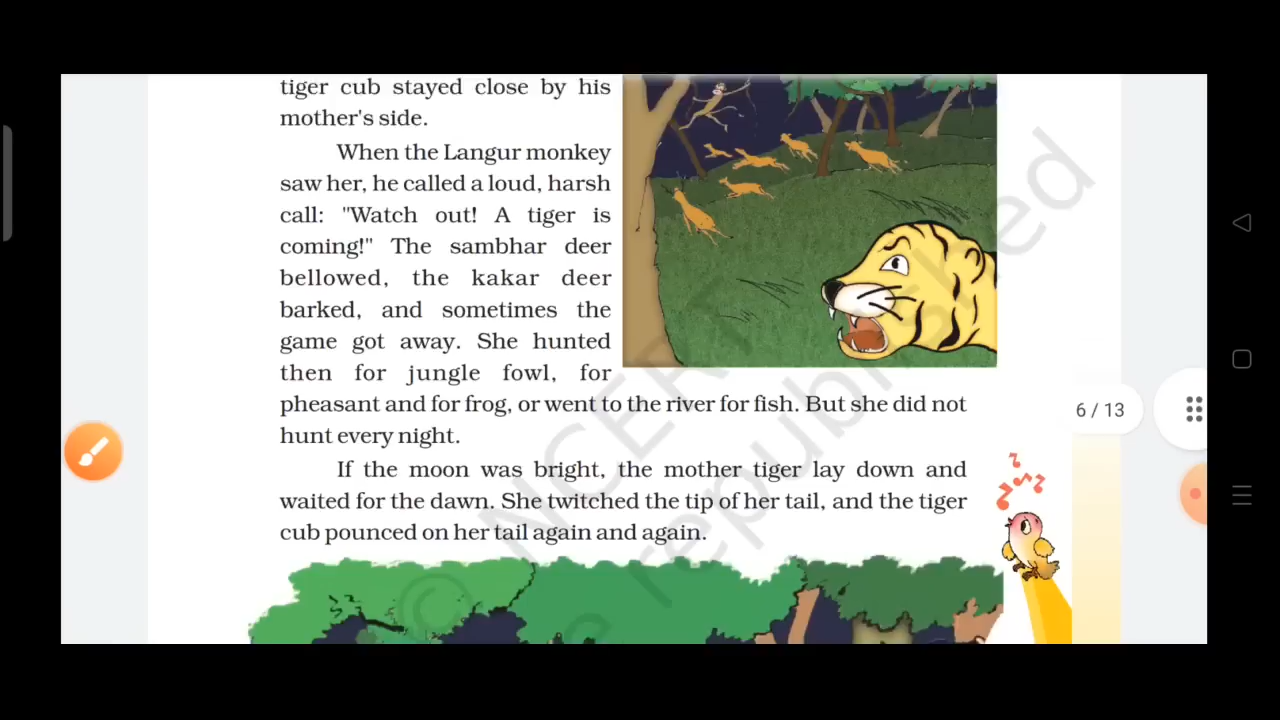 tiger cub stayed close by his
mother's side.
When the Langur monkey
saw her, he called a loud, harsh
call: "Watch out! A tiger is
coming!" The sambhar deer
bellowed, the kakar deer
barked, and sometimes the
game got away. She hunted
then for jungle fowl, for
pheasant and for frog, or went to the river for fish. But she did not
hunt every night.
If the moon was bright, the mother tiger lay down and
waited for the dawn. She twitched the tip of her tail, and the tiger
cub pounced on her tail again and again.
6 / 13
© NCERT
be republished